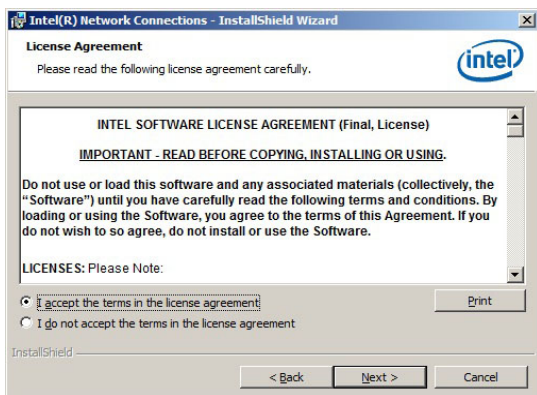 Intel(R) Network Connections - InstallShield Wizard
License Agreement
Please read the following license agreement carefully.
intel
INTEL SOFTWARE LICENSE AGREEMENT (Final, License)
IMPORTANT - READ BEFORE COPYING, INSTALLING OR USING.
Do not use or load this software and any associated materials (collectively, the
“Software”) until you have carefully read the following terms and conditions. By
loading or using the Software, you agree to the terms of this Agreement. If you
do not wish to so agree, do not install or use the Software.
LICENSES: Please Note:
I accept the terms in the license agreement
Print
I do not accept the terms in the license agreement
InstallShield
< Back
Next >
Cancel